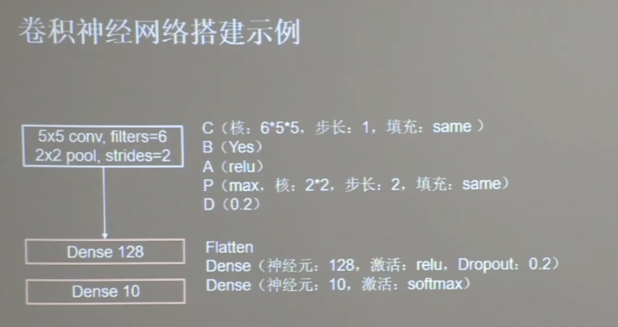 卷积神经网络搭建示例
5x5 conv, filters=6
2x2 pool, strides=2
C（核：6*5*5，步长：1，填充：same ）
B（Yes）
A（relu）
P（max，核：2*2，步长：2，填充：same）
D（0.2）
Dense 128
Dense 10
Flatten
Dense（神经元：128，激活：relu，Dropout：0.2）
Dense（神经元：10，激活：softmax）